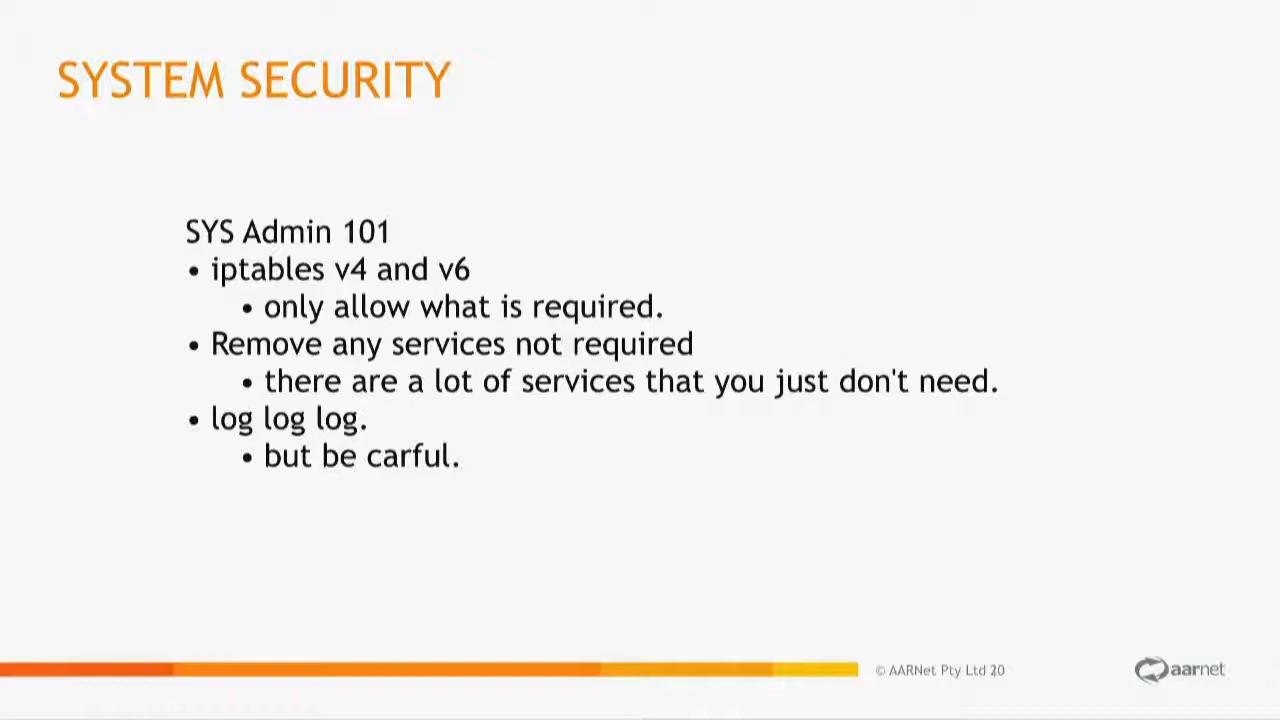 SYSTEM SECURITY
SYS Admin 101
• iptables v4 and v6
• only allow what is required.
• Remove any services not required
• there are a lot of services that you just don't need.
• log log log.
• but be carful.
© AARNet Pty Ltd 20
aarnet